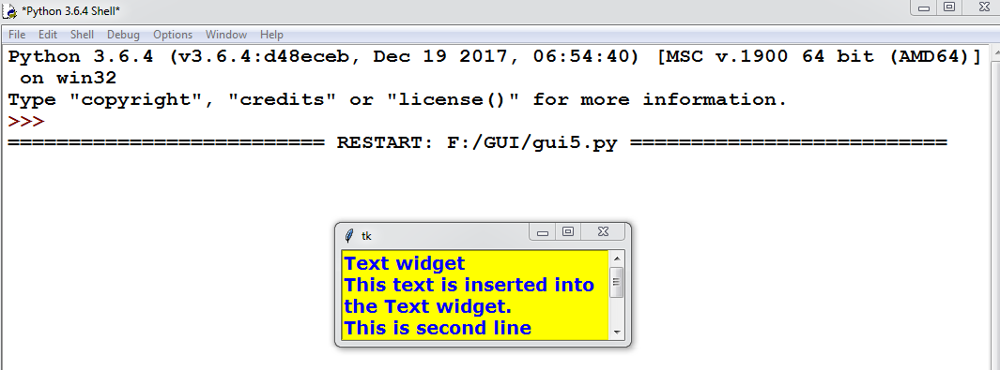 *Python 3.6.4 Shell*
File Edit Shell Debug Options Window Help
Python 3.6.4 (v3.6.4:d48eceb, Dec 19 2017, 06:54:40) [MSC v.1900 64 bit (AMD64)]
on win32
Type "copyright", "credits" or "license()" for more information.
>>>
========================== RESTART: F:/GUI/gui5.py ==========================
tk
Text widget
This text is inserted into
the Text widget.
This is second line